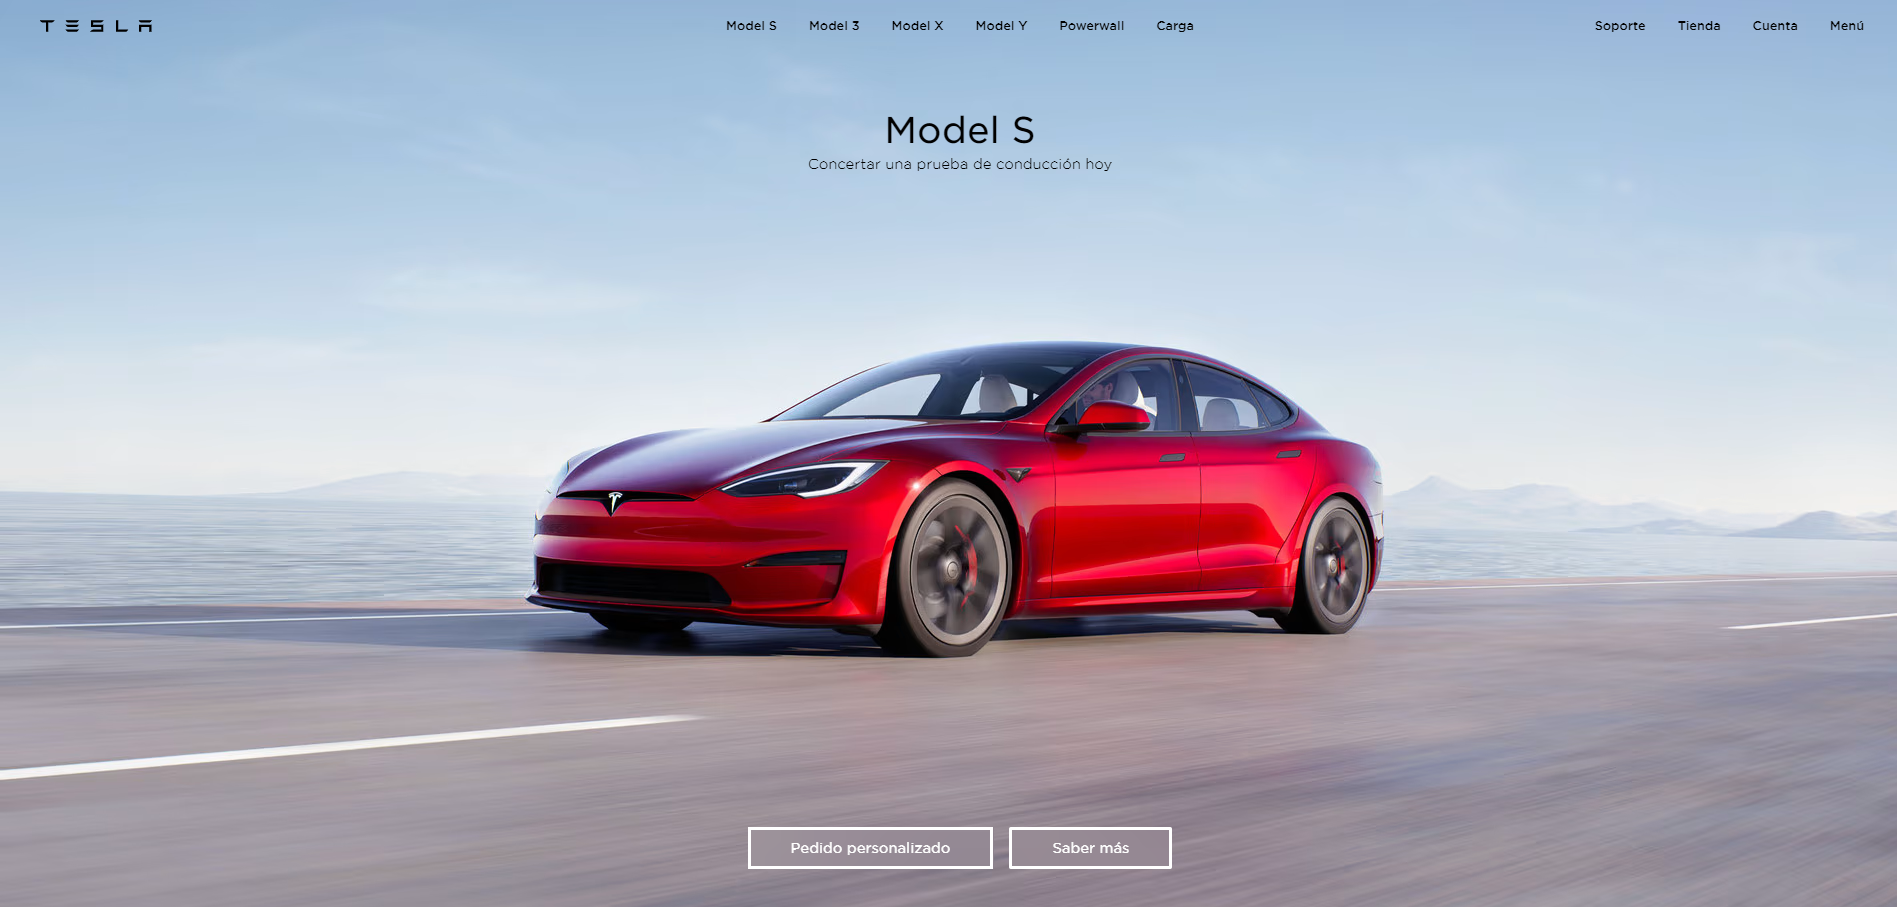 TESLA
Model S
Model 3
Model X
Model Y
Powerwall
Carga
Soporte
Tienda
Cuenta
Menú
Model S
Concertar una prueba de conducción hoy
Pedido personalizado
Saber más